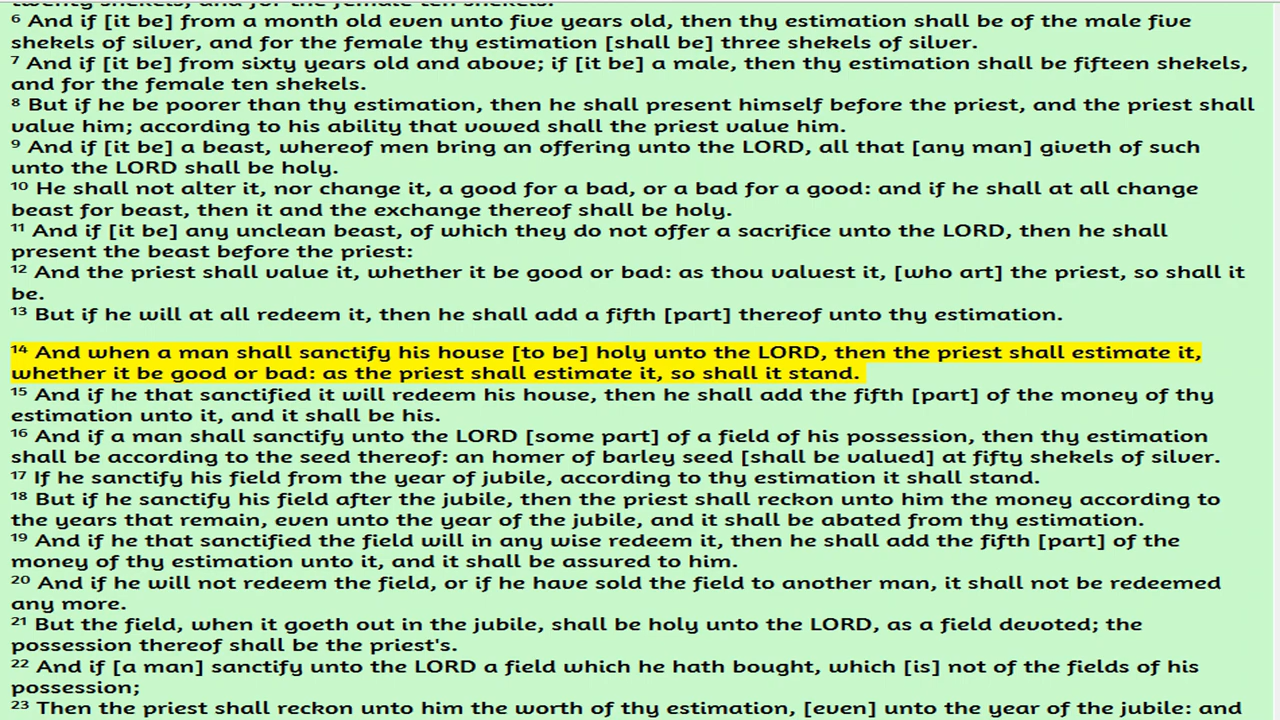 twenty shekels, and for the female ten shekels.
⁶ And if [it be] from a month old even unto five years old, then thy estimation shall be of the male five
shekels of silver, and for the female thy estimation [shall be] three shekels of silver.
⁷ And if [it be] from sixty years old and above; if [it be] a male, then thy estimation shall be fifteen shekels,
and for the female ten shekels.
⁸ But if he be poorer than thy estimation, then he shall present himself before the priest, and the priest shall
value him; according to his ability that vowed shall the priest value him.
⁹ And if [it be] a beast, whereof men bring an offering unto the LORD, all that [any man] giveth of such
unto the LORD shall be holy.
¹⁰ He shall not alter it, nor change it, a good for a bad, or a bad for a good: and if he shall at all change
beast for beast, then it and the exchange thereof shall be holy.
¹¹ And if [it be] any unclean beast, of which they do not offer a sacrifice unto the LORD, then he shall
present the beast before the priest:
¹² And the priest shall value it, whether it be good or bad: as thou valuest it, [who art] the priest, so shall it
be.
¹³ But if he will at all redeem it, then he shall add a fifth [part] thereof unto thy estimation.
¹⁴ And when a man shall sanctify his house [to be] holy unto the LORD, then the priest shall estimate it,
whether it be good or bad: as the priest shall estimate it, so shall it stand.
¹⁵ And if he that sanctified it will redeem his house, then he shall add the fifth [part] of the money of thy
estimation unto it, and it shall be his.
¹⁶ And if a man shall sanctify unto the LORD [some part] of a field of his possession, then thy estimation
shall be according to the seed thereof: an homer of barley seed [shall be valued] at fifty shekels of silver.
¹⁷ If he sanctify his field from the year of jubile, according to thy estimation it shall stand.
¹⁸ But if he sanctify his field after the jubile, then the priest shall reckon unto him the money according to
the years that remain, even unto the year of the jubile, and it shall be abated from thy estimation.
¹⁹ And if he that sanctified the field will in any wise redeem it, then he shall add the fifth [part] of the
money of thy estimation unto it, and it shall be assured to him.
²⁰ And if he will not redeem the field, or if he have sold the field to another man, it shall not be redeemed
any more.
²¹ But the field, when it goeth out in the jubile, shall be holy unto the LORD, as a field devoted; the
possession thereof shall be the priest's.
²² And if [a man] sanctify unto the LORD a field which he hath bought, which [is] not of the fields of his
possession;
²³ Then the priest shall reckon unto him the worth of thy estimation, [even] unto the year of the jubile: and